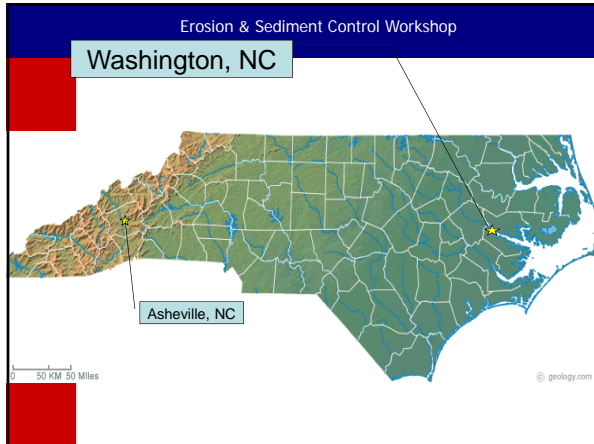 Erosion & Sediment Control Workshop
Washington, NC
Asheville, NC
0 50 KM 50 Miles
© geology.com